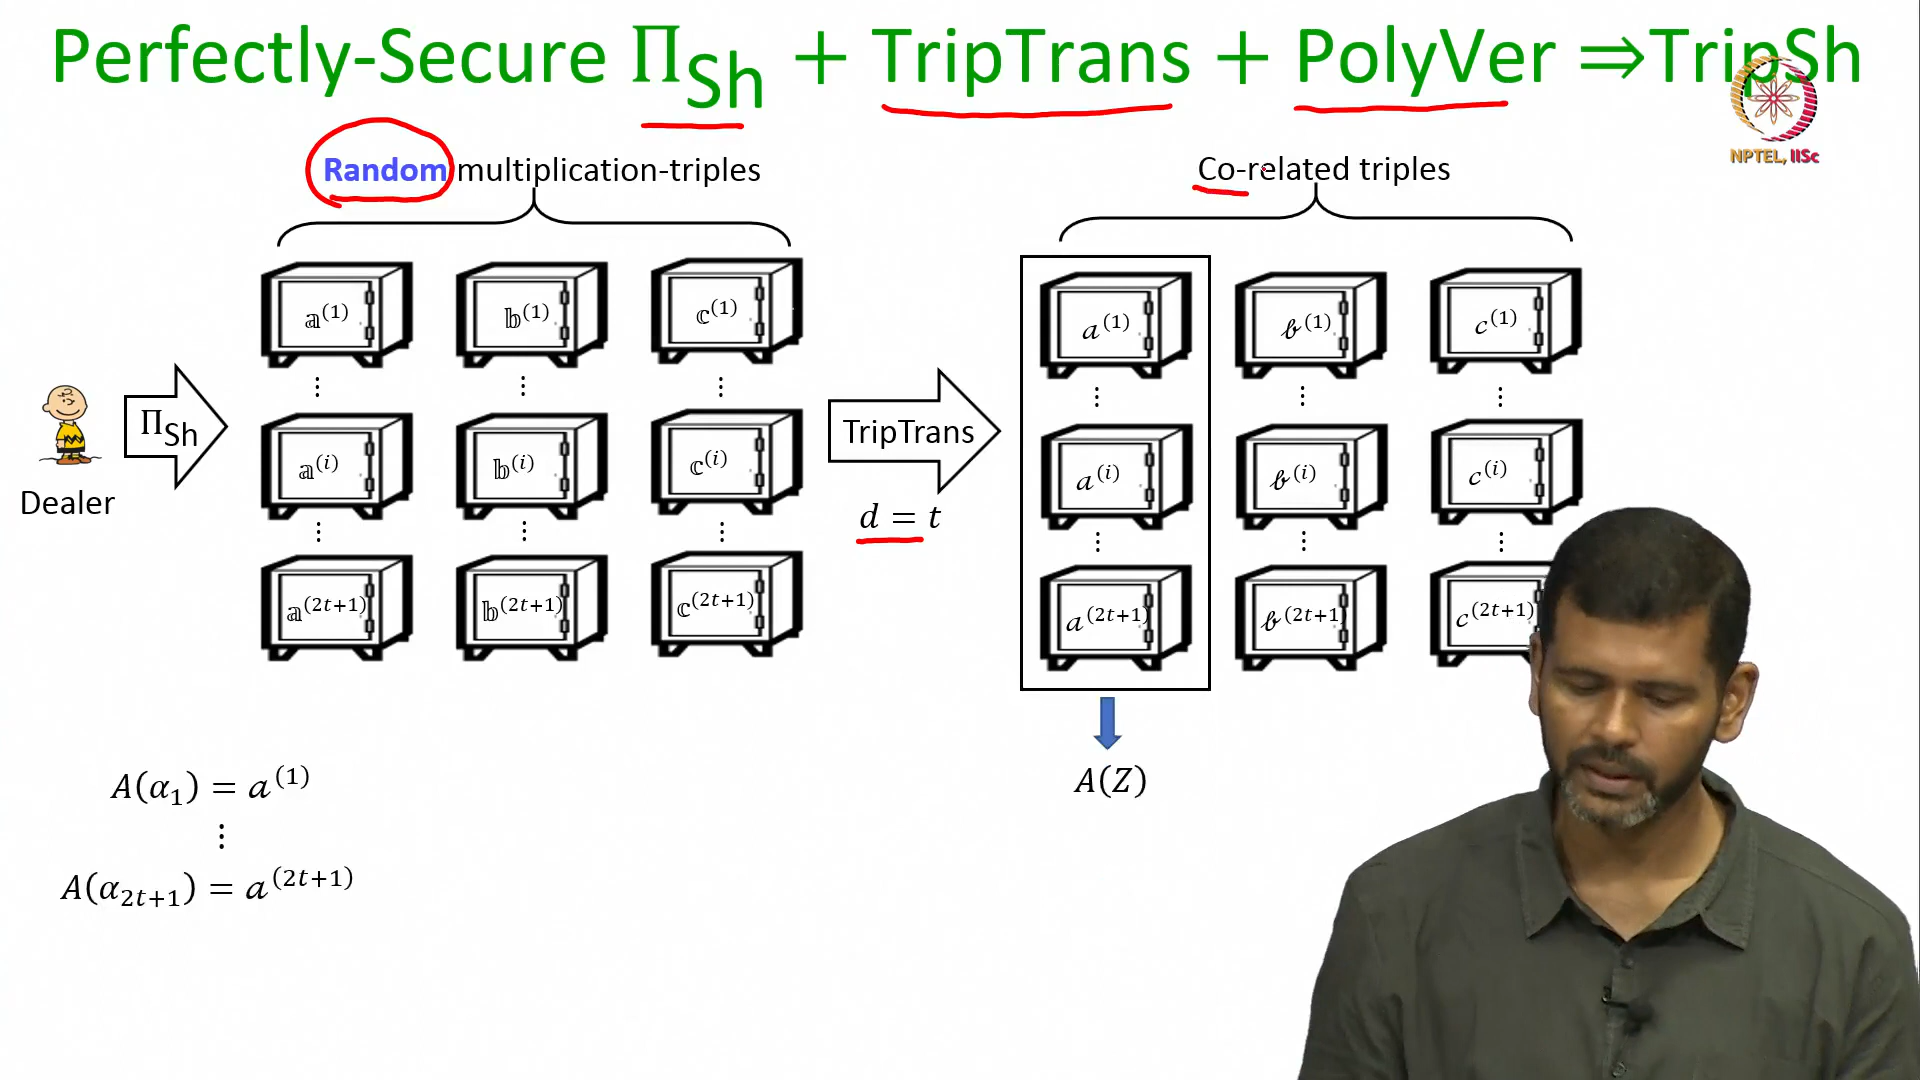 Perfectly-Secure Π_Sh + TripTrans + PolyVer ⇒TripSh
NPTEL, IISc
Random multiplication-triples
Co-related triples
𝕒^(1) 𝕓^(1) 𝕔^(1)
a^(1) 𝒷^(1) c^(1)
⋮ ⋮ ⋮
⋮ ⋮ ⋮
Dealer
Π_Sh
𝕒^(i) 𝕓^(i) 𝕔^(i)
TripTrans
d = t
a^(i) 𝒷^(i) c^(i)
⋮ ⋮ ⋮
⋮ ⋮ ⋮
𝕒^(2t+1) 𝕓^(2t+1) 𝕔^(2t+1)
a^(2t+1) 𝒷^(2t+1) c^(2t+1)
A(Z)
A(α_1) = a^(1)
⋮
A(α_{2t+1}) = a^(2t+1)